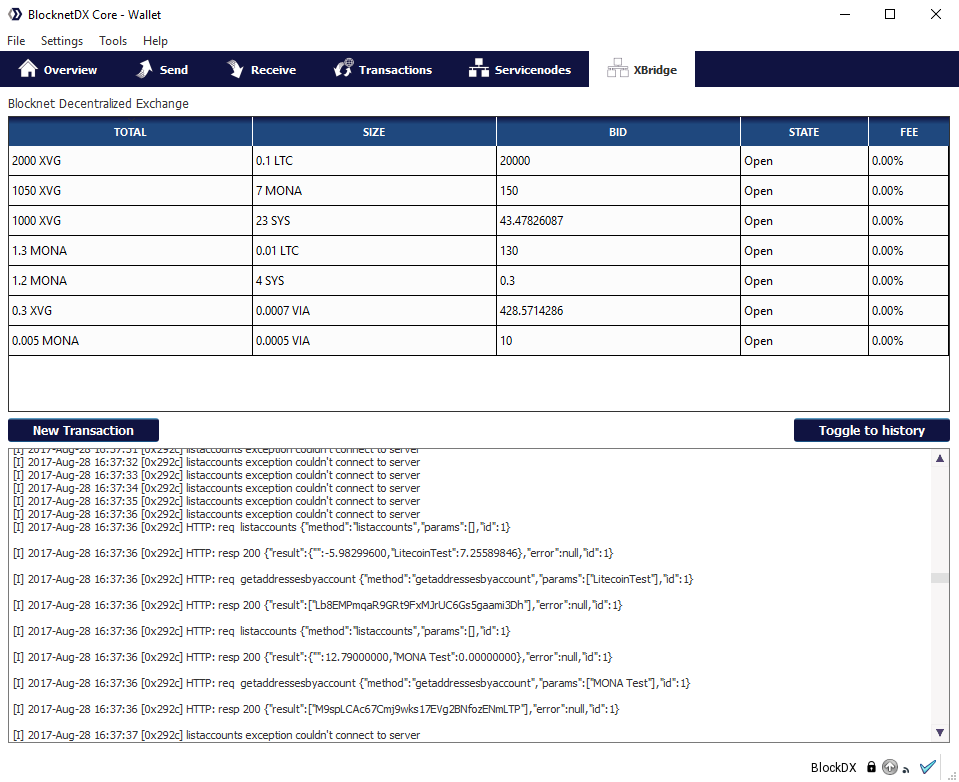 BlocknetDX Core - Wallet
File Settings Tools Help
Overview Send Receive Transactions Servicenodes XBridge
Blocknet Decentralized Exchange
TOTAL SIZE BID STATE FEE
2000 XVG 0.1 LTC 20000 Open 0.00%
1050 XVG 7 MONA 150 Open 0.00%
1000 XVG 23 SYS 43.47826087 Open 0.00%
1.3 MONA 0.01 LTC 130 Open 0.00%
1.2 MONA 4 SYS 0.3 Open 0.00%
0.3 XVG 0.0007 VIA 428.5714286 Open 0.00%
0.005 MONA 0.0005 VIA 10 Open 0.00%
New Transaction Toggle to history
[I] 2017-Aug-28 16:37:31 [0x292c] listaccounts exception couldn't connect to server
[I] 2017-Aug-28 16:37:32 [0x292c] listaccounts exception couldn't connect to server
[I] 2017-Aug-28 16:37:33 [0x292c] listaccounts exception couldn't connect to server
[I] 2017-Aug-28 16:37:34 [0x292c] listaccounts exception couldn't connect to server
[I] 2017-Aug-28 16:37:35 [0x292c] listaccounts exception couldn't connect to server
[I] 2017-Aug-28 16:37:36 [0x292c] listaccounts exception couldn't connect to server
[I] 2017-Aug-28 16:37:36 [0x292c] HTTP: req listaccounts {"method":"listaccounts","params":[],"id":1}
[I] 2017-Aug-28 16:37:36 [0x292c] HTTP: resp 200 {"result":{"":-5.98299600,"LitecoinTest":7.25589846},"error":null,"id":1}
[I] 2017-Aug-28 16:37:36 [0x292c] HTTP: req getaddressesbyaccount {"method":"getaddressesbyaccount","params":["LitecoinTest"],"id":1}
[I] 2017-Aug-28 16:37:36 [0x292c] HTTP: resp 200 {"result":["Lb8EMPmqaR9GRt9FxMJrUC6Gs5gaami3Dh"],"error":null,"id":1}
[I] 2017-Aug-28 16:37:36 [0x292c] HTTP: req listaccounts {"method":"listaccounts","params":[],"id":1}
[I] 2017-Aug-28 16:37:36 [0x292c] HTTP: resp 200 {"result":{"":12.79000000,"MONA Test":0.00000000},"error":null,"id":1}
[I] 2017-Aug-28 16:37:36 [0x292c] HTTP: req getaddressesbyaccount {"method":"getaddressesbyaccount","params":["MONA Test"],"id":1}
[I] 2017-Aug-28 16:37:36 [0x292c] HTTP: resp 200 {"result":["M9spLCAc67Cmj9wks17EVg2BNfozENmLTP"],"error":null,"id":1}
[I] 2017-Aug-28 16:37:37 [0x292c] listaccounts exception couldn't connect to server
BlockDX